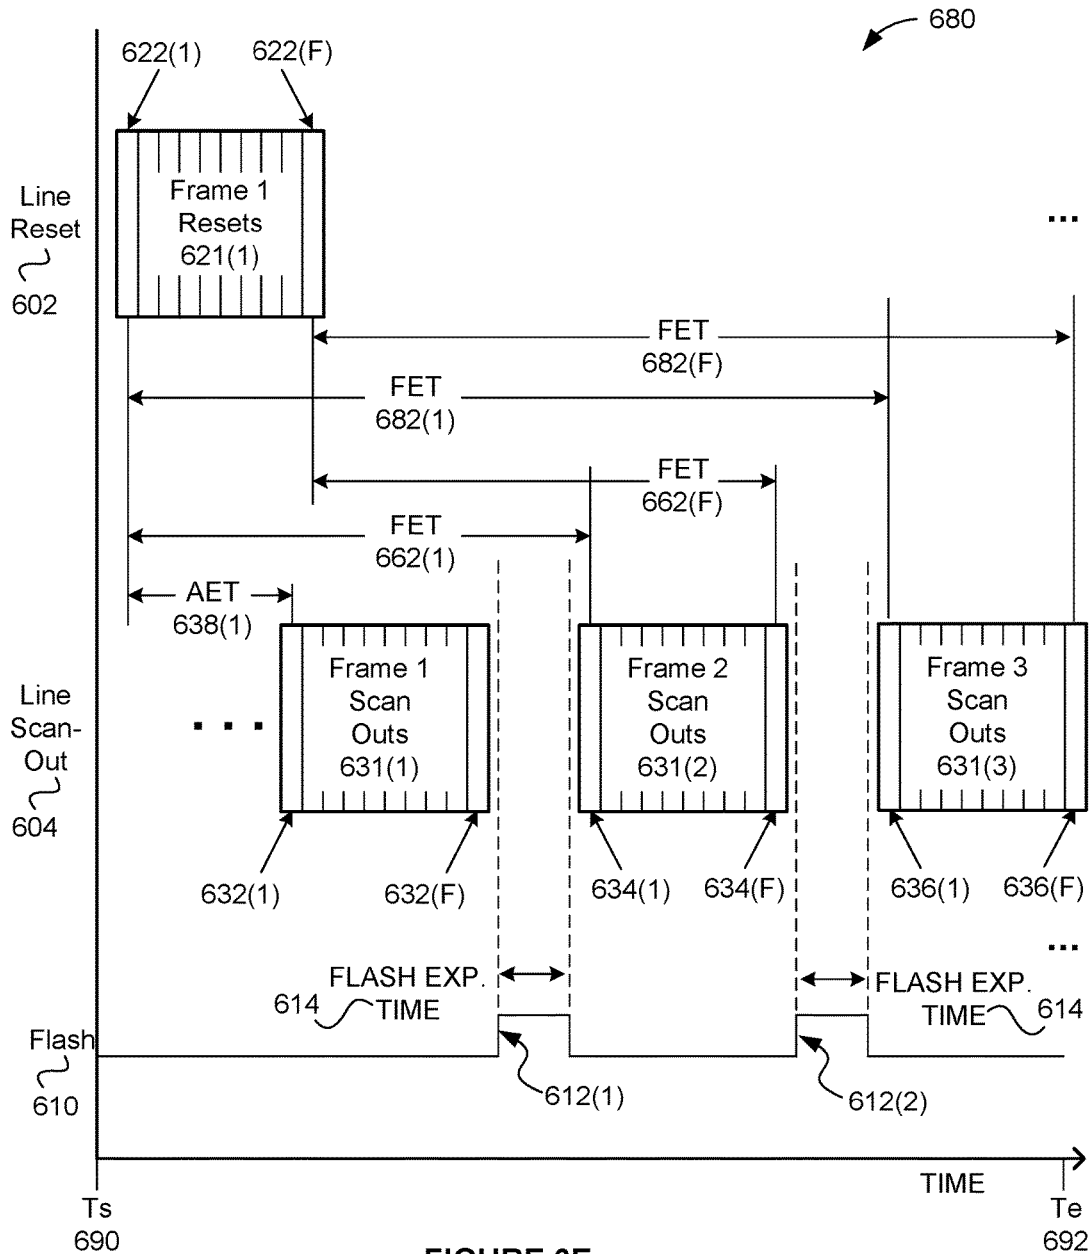 680
622(1)
622(F)
Line
Reset
602
Frame 1
Resets
621(1)
...
FET
682(F)
FET
682(1)
FET
662(F)
FET
662(1)
AET
638(1)
Line
Scan-
Out
604
. . .
Frame 1
Scan
Outs
631(1)
Frame 2
Scan
Outs
631(2)
Frame 3
Scan
Outs
631(3)
632(1)
632(F)
634(1)
634(F)
636(1)
636(F)
...
614
FLASH EXP.
TIME
FLASH EXP.
TIME
614
Flash
610
612(1)
612(2)
TIME
Ts
690
Te
692